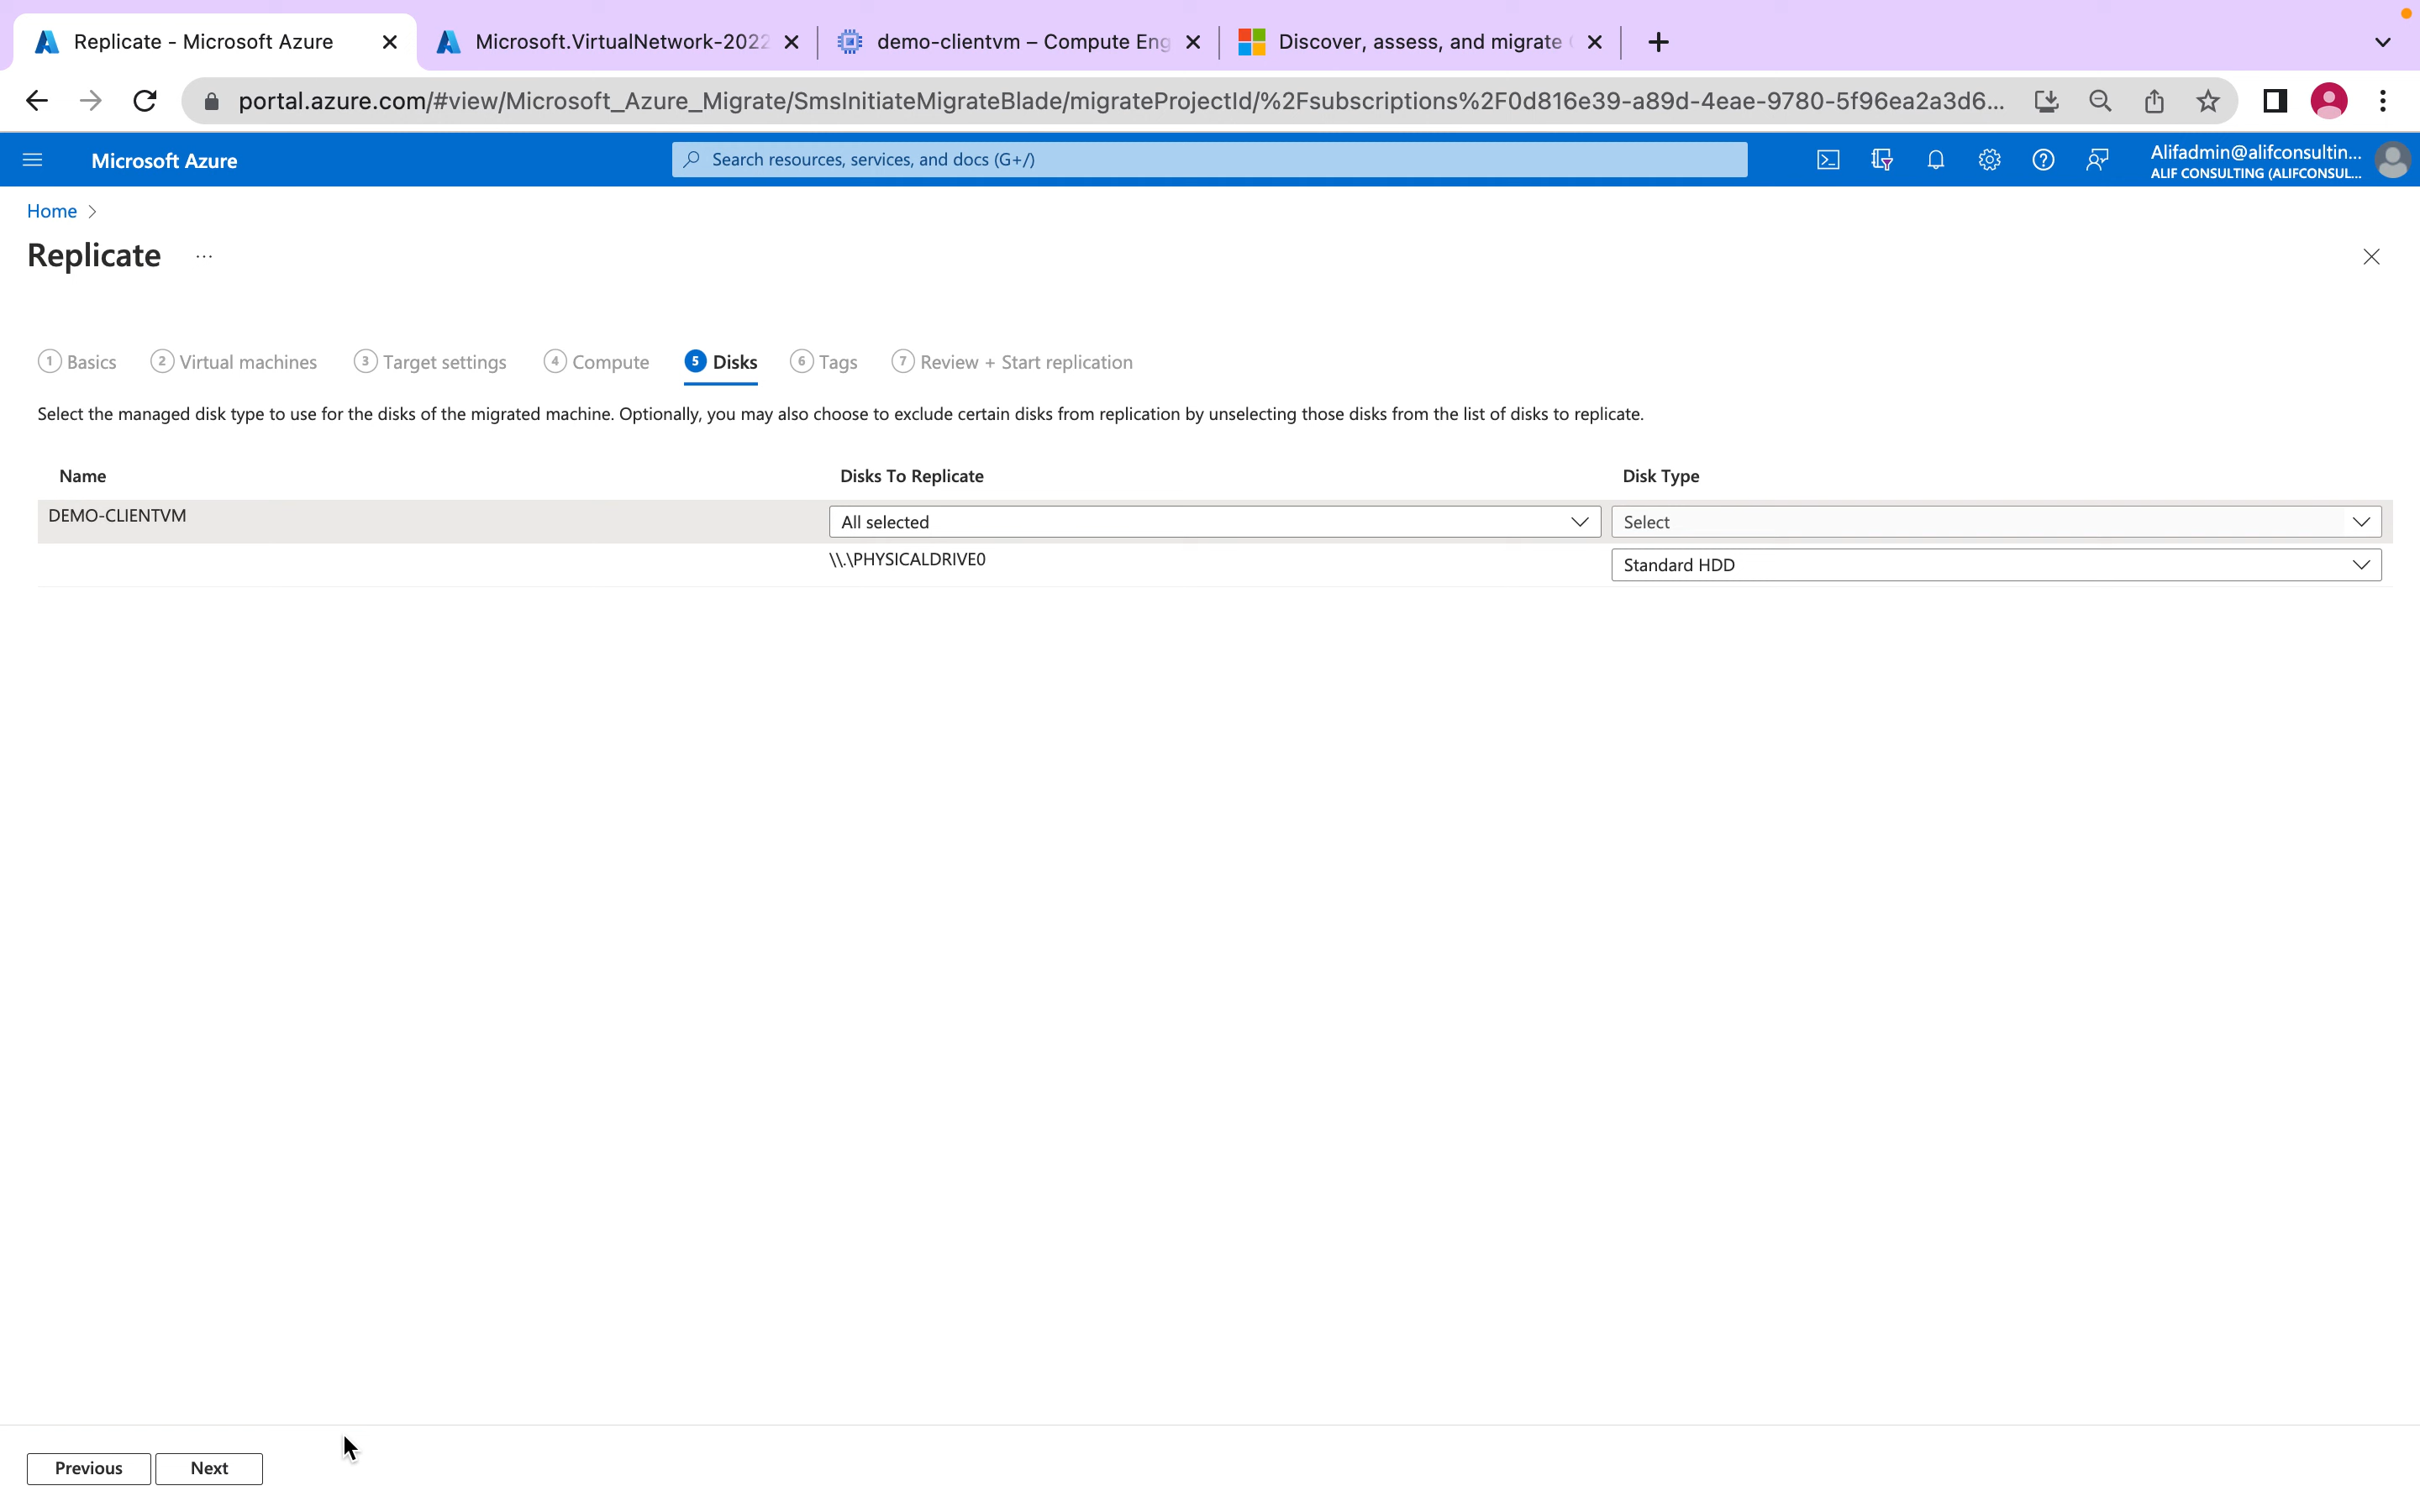 Replicate - Microsoft Azure
Microsoft.VirtualNetwork-2022
demo-clientvm – Compute Eng
Discover, assess, and migrate
portal.azure.com/#view/Microsoft_Azure_Migrate/SmsInitiateMigrateBlade/migrateProjectId/%2Fsubscriptions%2F0d816e39-a89d-4eae-9780-5f96ea2a3d6...
Microsoft Azure
Search resources, services, and docs (G+/)
Alifadmin@alifconsultin...
ALIF CONSULTING (ALIFCONSUL...
Home >
Replicate ...
1 Basics 2 Virtual machines 3 Target settings 4 Compute 5 Disks 6 Tags 7 Review + Start replication
Select the managed disk type to use for the disks of the migrated machine. Optionally, you may also choose to exclude certain disks from replication by unselecting those disks from the list of disks to replicate.
Name Disks To Replicate Disk Type
DEMO-CLIENTVM All selected Select
\\.\PHYSICALDRIVE0 Standard HDD
Previous Next